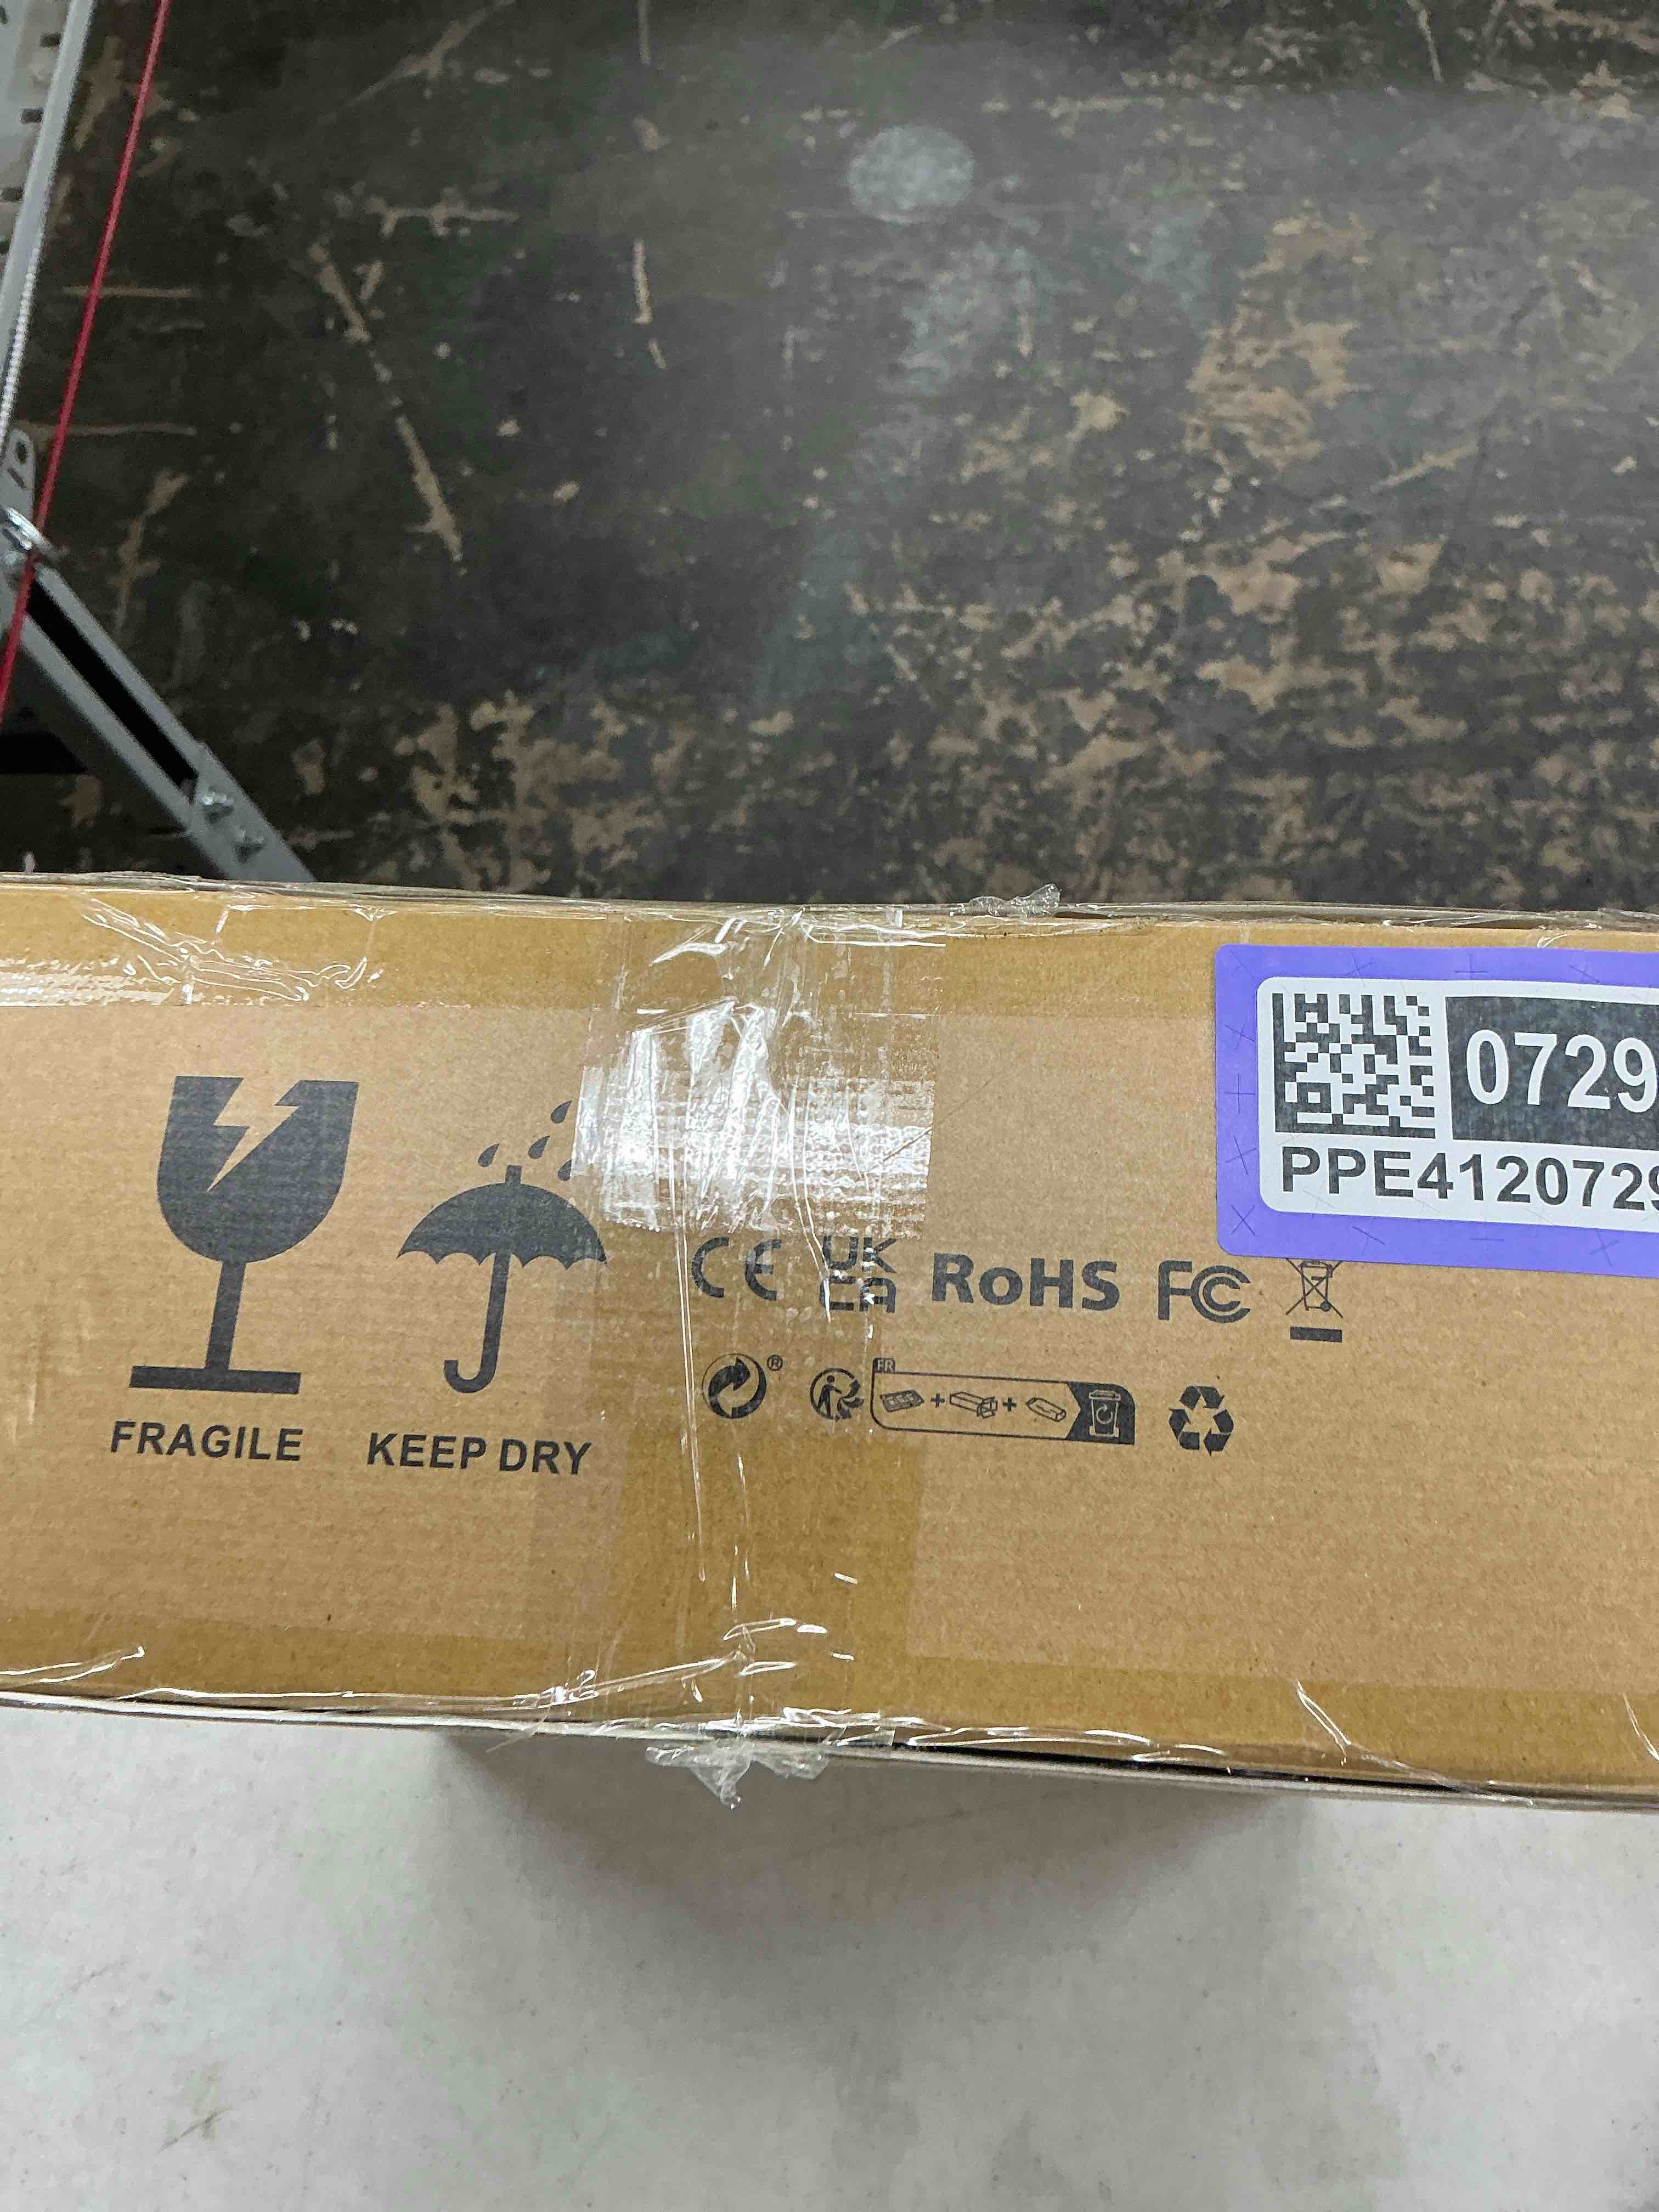 0729
PPE4120729
CE UK CA RoHS FC
®
FR
FRAGILE KEEP DRY